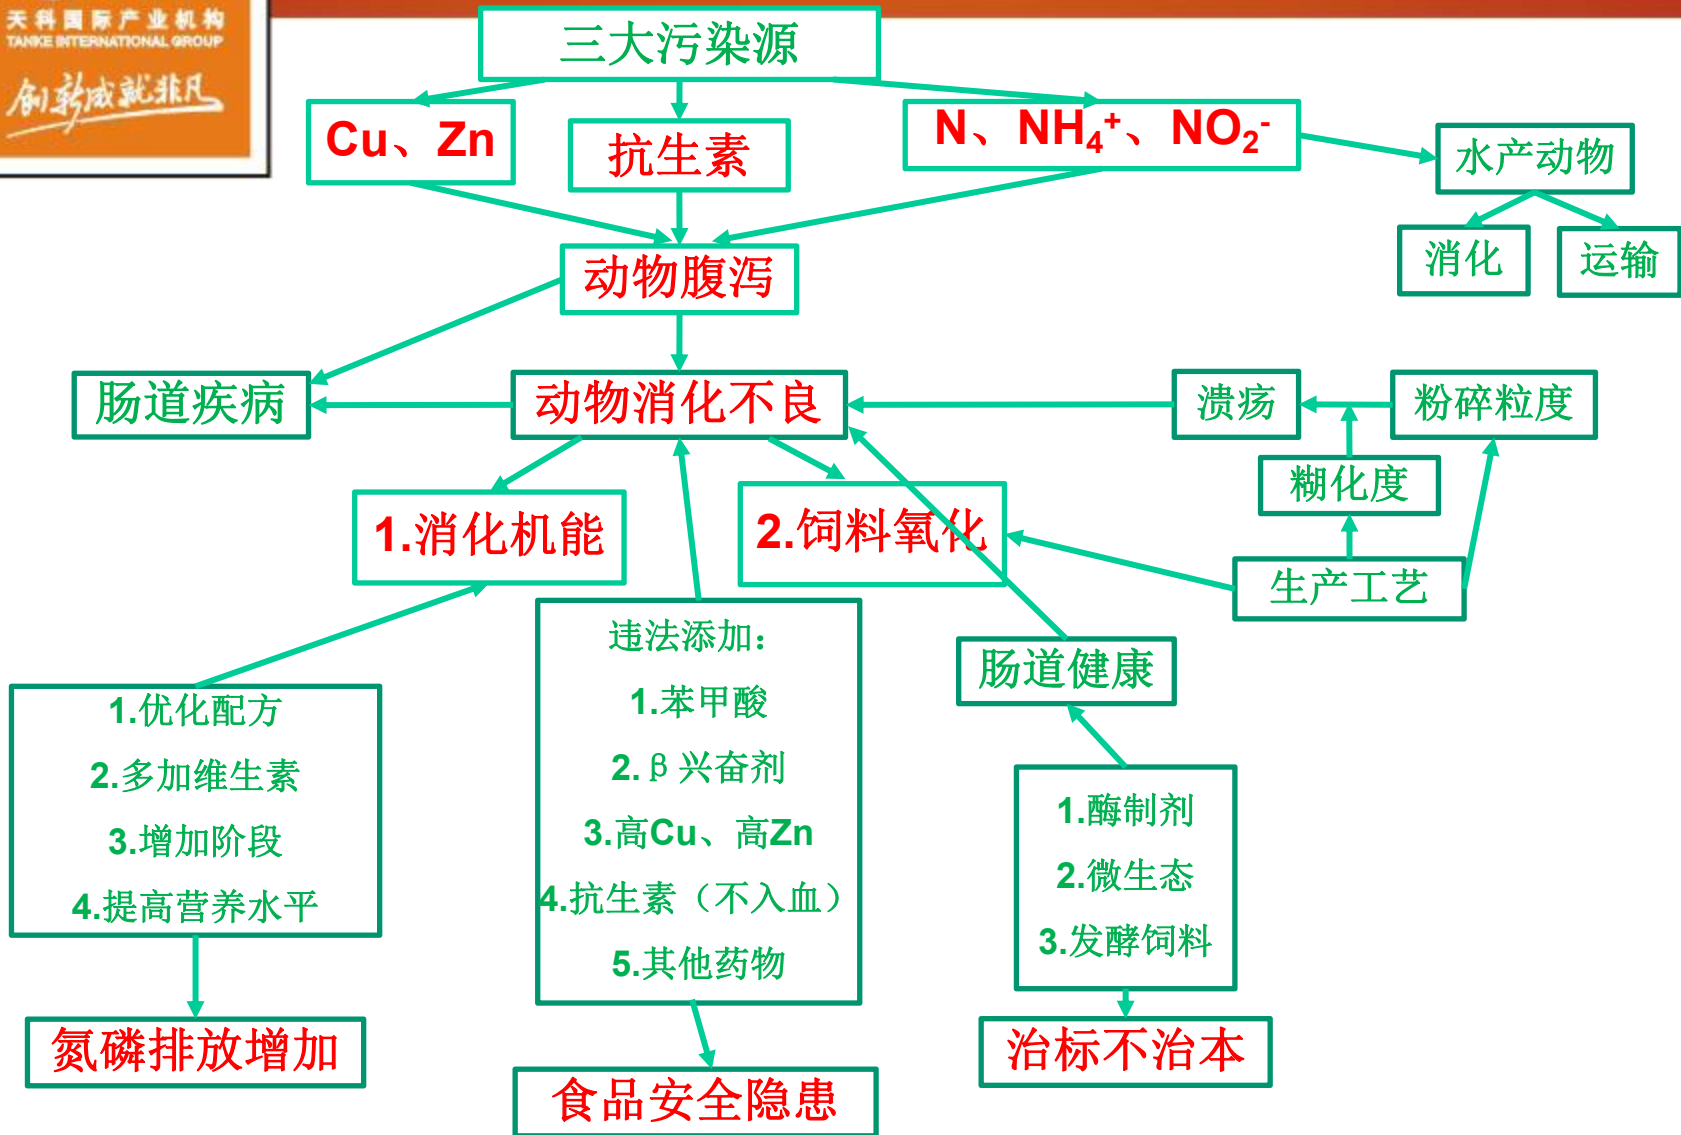 天科国际产业机构
TANKE INTERNATIONAL GROUP
创新成就非凡
三大污染源
Cu、Zn
抗生素
N、NH₄⁺、NO₂⁻
水产动物
消化
运输
动物腹泻
肠道疾病
动物消化不良
溃疡
粉碎粒度
糊化度
1.消化机能
2.饲料氧化
生产工艺
违法添加：
1.苯甲酸
2.β兴奋剂
3.高Cu、高Zn
4.抗生素（不入血）
5.其他药物
肠道健康
1.优化配方
2.多加维生素
3.增加阶段
4.提高营养水平
1.酶制剂
2.微生态
3.发酵饲料
氮磷排放增加
食品安全隐患
治标不治本